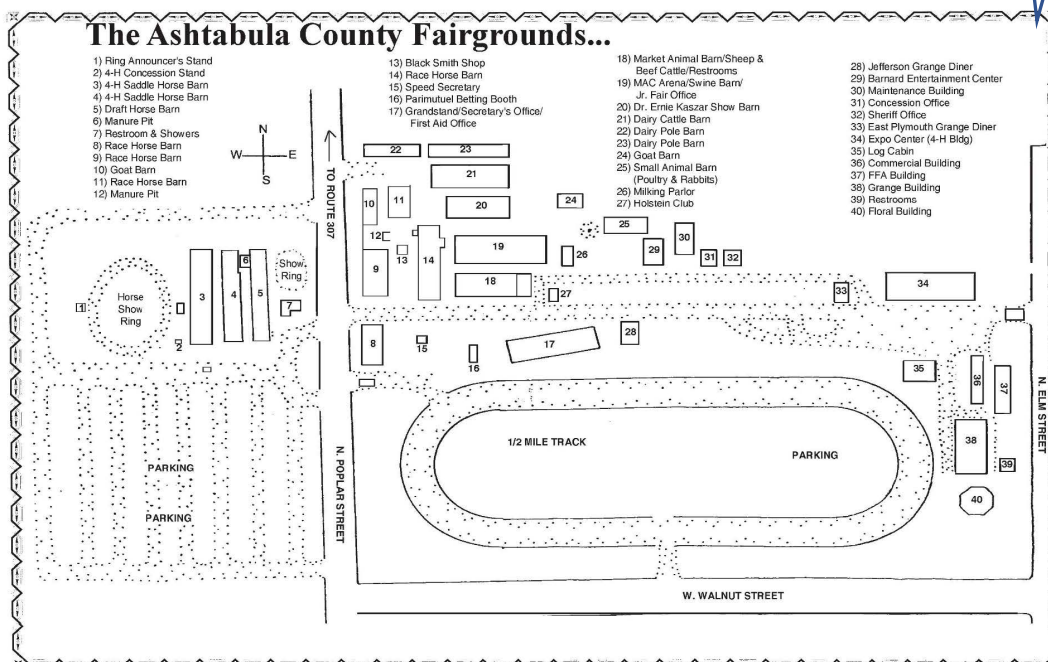 The Ashtabula County Fairgrounds...
1) Ring Announcer's Stand
2) 4-H Concession Stand
3) 4-H Saddle Horse Barn
4) 4-H Saddle Horse Barn
5) Draft Horse Barn
6) Manure Pit
7) Restroom & Showers
8) Race Horse Barn
9) Race Horse Barn
10) Goat Barn
11) Race Horse Barn
12) Manure Pit
13) Black Smith Shop
14) Race Horse Barn
15) Speed Secretary
16) Parimutuel Betting Booth
17) Grandstand/Secretary's Office/
First Aid Office
18) Market Animal Barn/Sheep &
Beef Cattle/Restrooms
19) MAC Arena/Swine Barn/
Jr. Fair Office
20) Dr. Ernie Kaszar Show Barn
21) Dairy Cattle Barn
22) Dairy Pole Barn
23) Dairy Pole Barn
24) Goat Barn
25) Small Animal Barn
(Poultry & Rabbits)
26) Milking Parlor
27) Holstein Club
28) Jefferson Grange Diner
29) Barnard Entertainment Center
30) Maintenance Building
31) Concession Office
32) Sheriff Office
33) East Plymouth Grange Diner
34) Expo Center (4-H Bldg)
35) Log Cabin
36) Commercial Building
37) FFA Building
38) Grange Building
39) Restrooms
40) Floral Building
N
W E
S
TO ROUTE 307
22
23
21
10
11
20
24
25
12
13
14
19
26
29
30
31
32
9
18
27
33
34
1
Horse
Show
Ring
2
3
4
6
5
Show
Ring
7
8
15
16
17
28
35
36
37
38
39
40
1/2 MILE TRACK
PARKING
PARKING
PARKING
N. POPLAR STREET
N. ELM STREET
W. WALNUT STREET